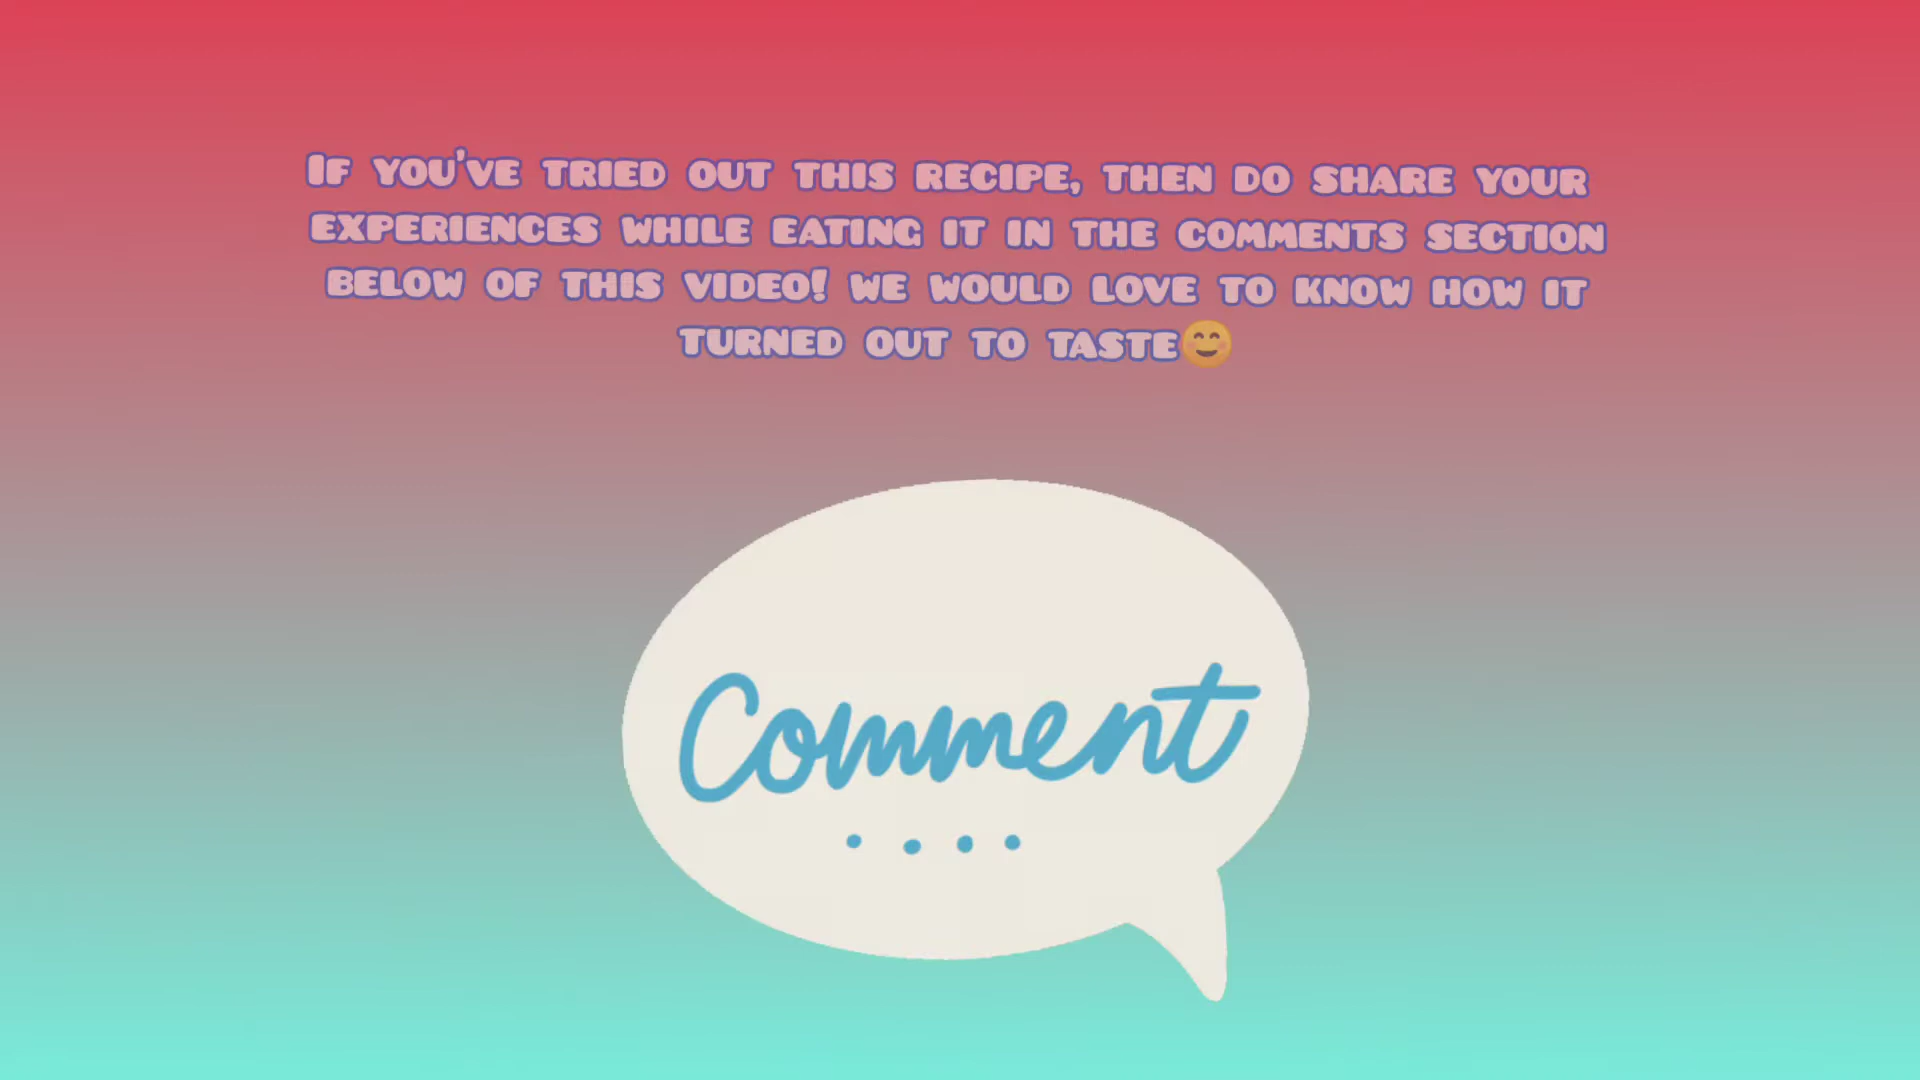 If you've tried out this recipe, then do share your
experiences while eating it in the comments section
below of this video! we would love to know how it
turned out to taste😊
Comment
....